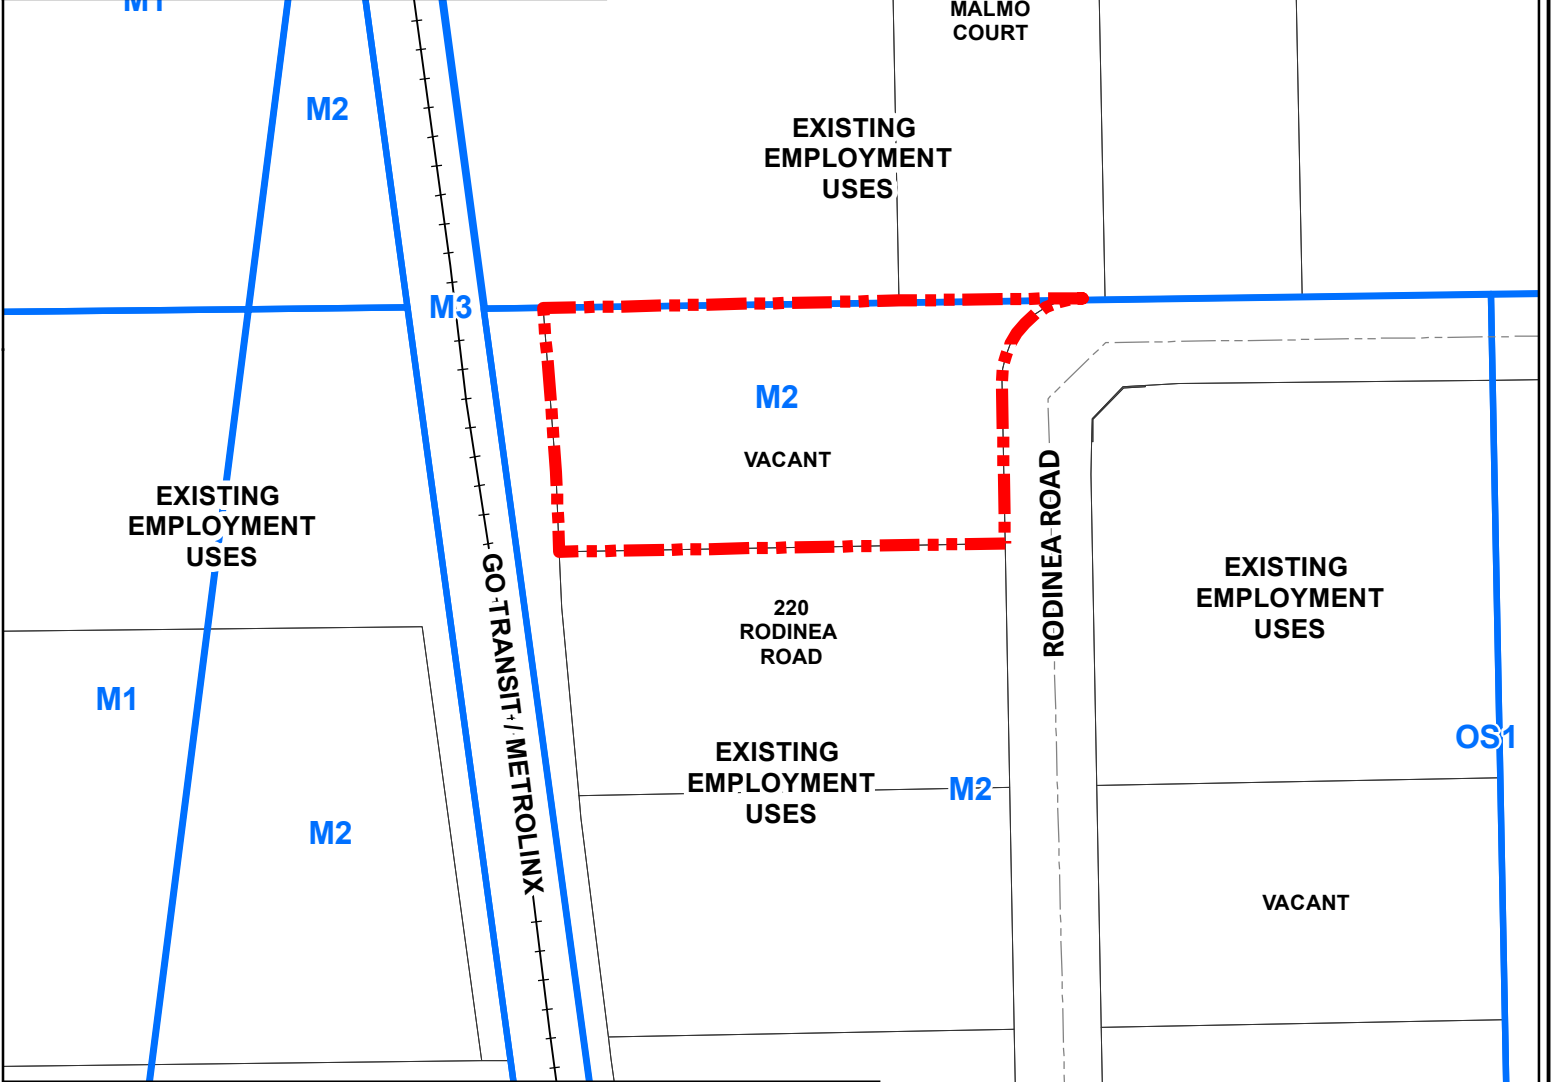 M1
MALMO
COURT
M2
EXISTING
EMPLOYMENT
USES
M3
M2
VACANT
EXISTING
EMPLOYMENT
USES
RODINEA ROAD
GO TRANSIT / METROLINX
220
RODINEA
ROAD
EXISTING
EMPLOYMENT
USES
M1
OS1
EXISTING
EMPLOYMENT
USES
M2
M2
VACANT